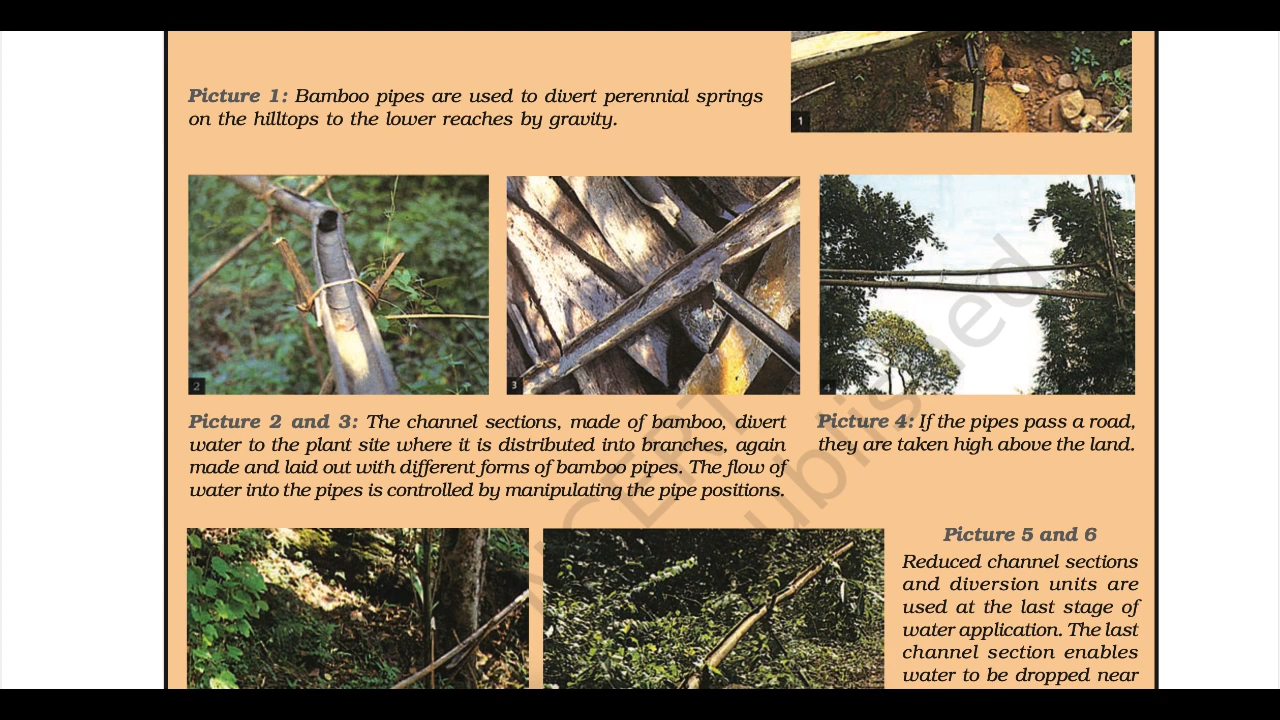 Picture 1: Bamboo pipes are used to divert perennial springs
on the hilltops to the lower reaches by gravity.
1
2
3
4
Picture 2 and 3: The channel sections, made of bamboo, divert
water to the plant site where it is distributed into branches, again
made and laid out with different forms of bamboo pipes. The flow of
water into the pipes is controlled by manipulating the pipe positions.
Picture 4: If the pipes pass a road,
they are taken high above the land.
Picture 5 and 6
Reduced channel sections
and diversion units are
used at the last stage of
water application. The last
channel section enables
water to be dropped near